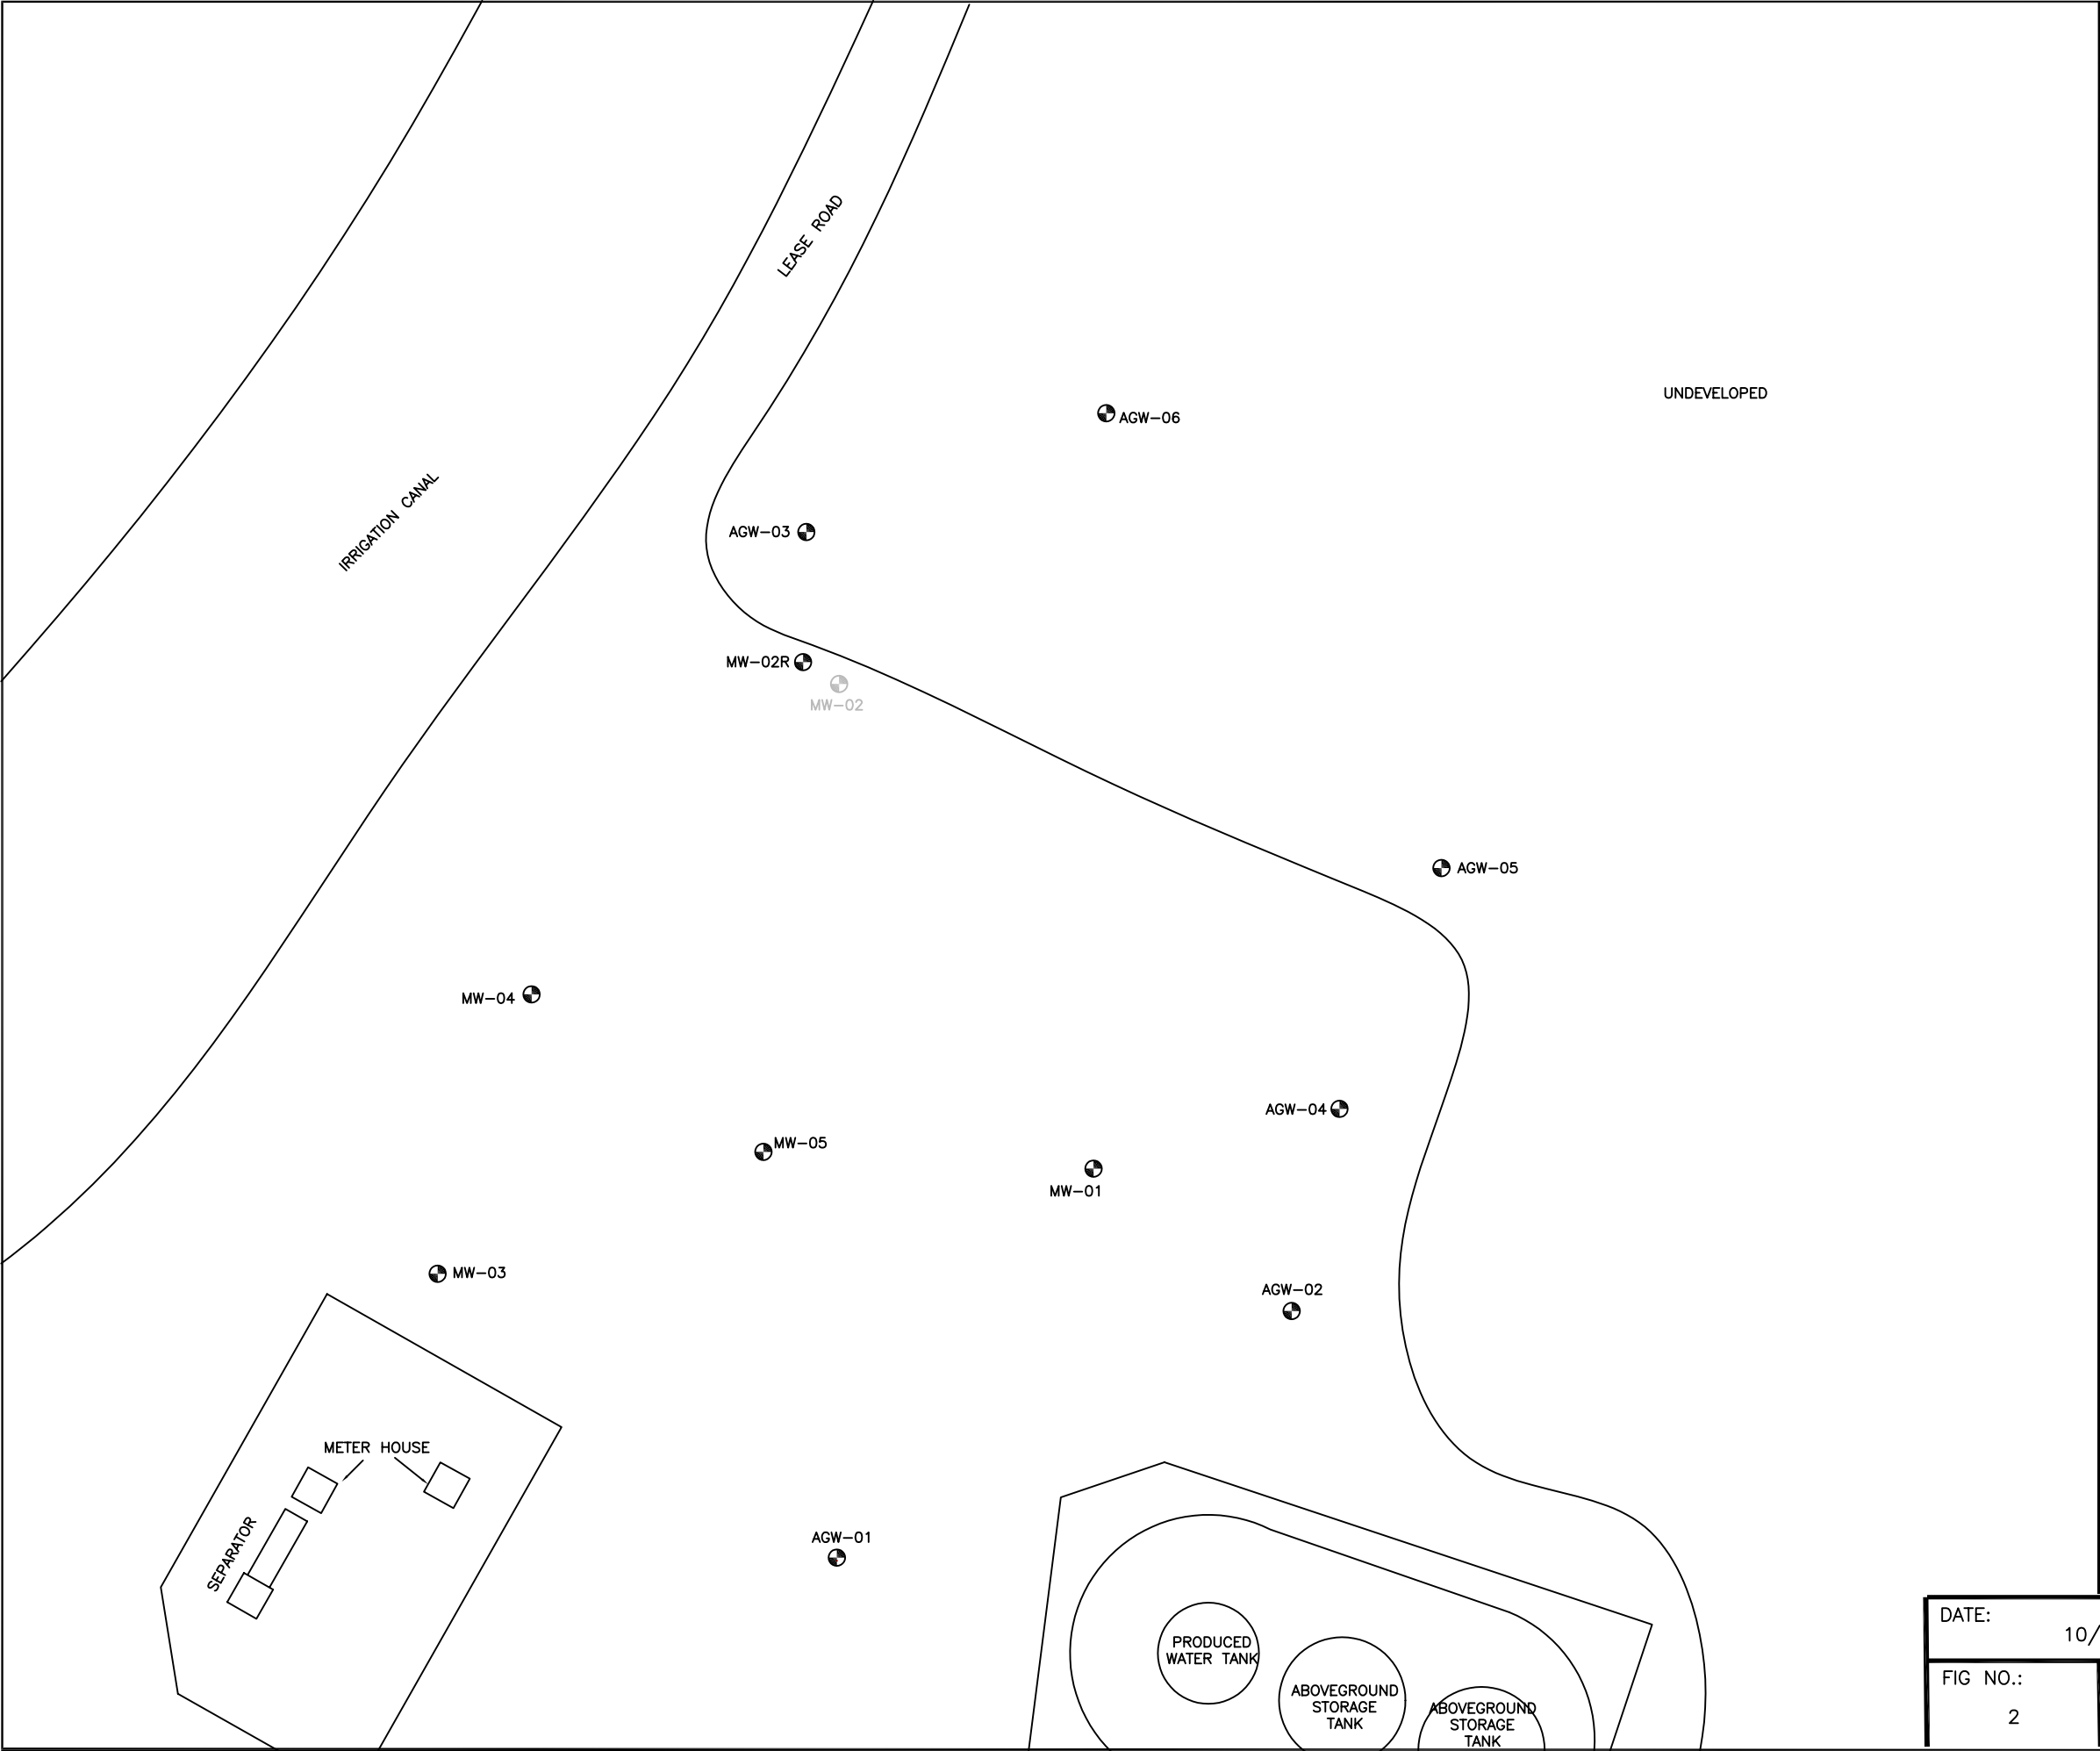 LEASE ROAD
UNDEVELOPED
AGW-06
IRRIGATION CANAL
AGW-03
MW-02R
MW-02
AGW-05
MW-04
AGW-04
MW-05
MW-01
MW-03
AGW-02
METER HOUSE
SEPARATOR
AGW-01
PRODUCED
WATER TANK
ABOVEGROUND
STORAGE
TANK
ABOVEGROUND
STORAGE
TANK
DATE:
10/
FIG NO.:
2